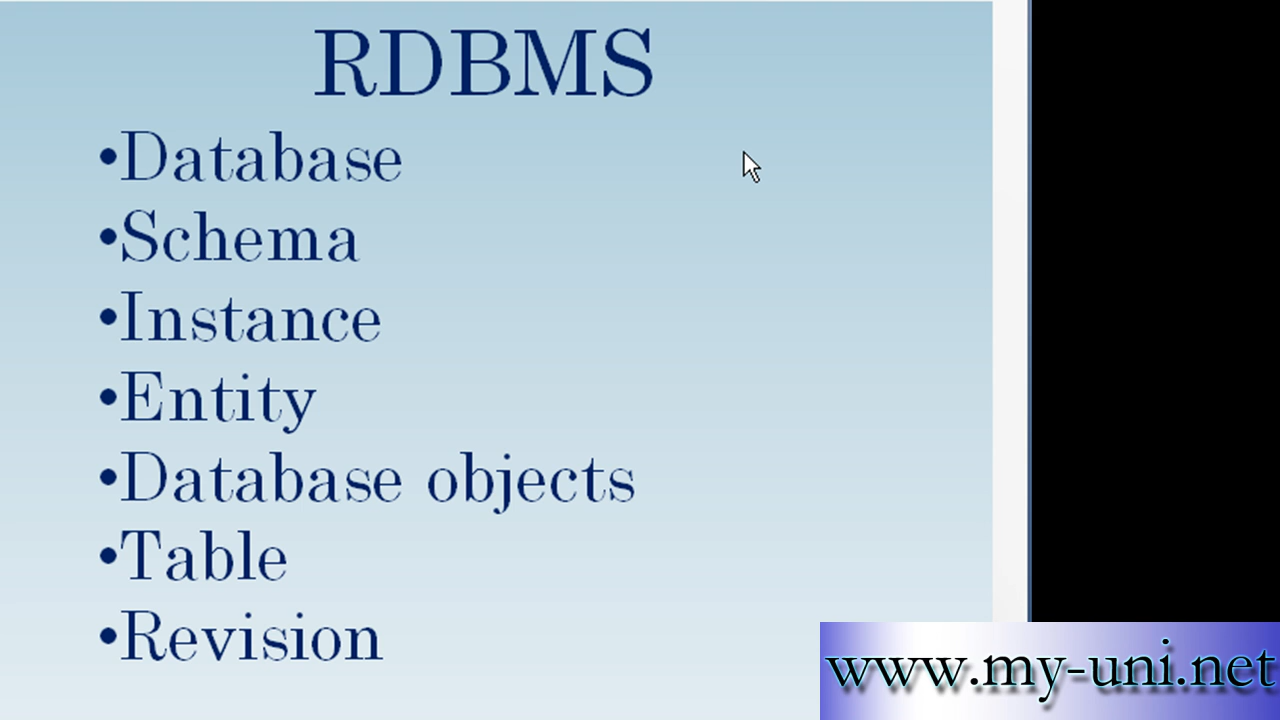 RDBMS
•Database
•Schema
•Instance
•Entity
•Database objects
•Table
•Revision
www.my-uni.net